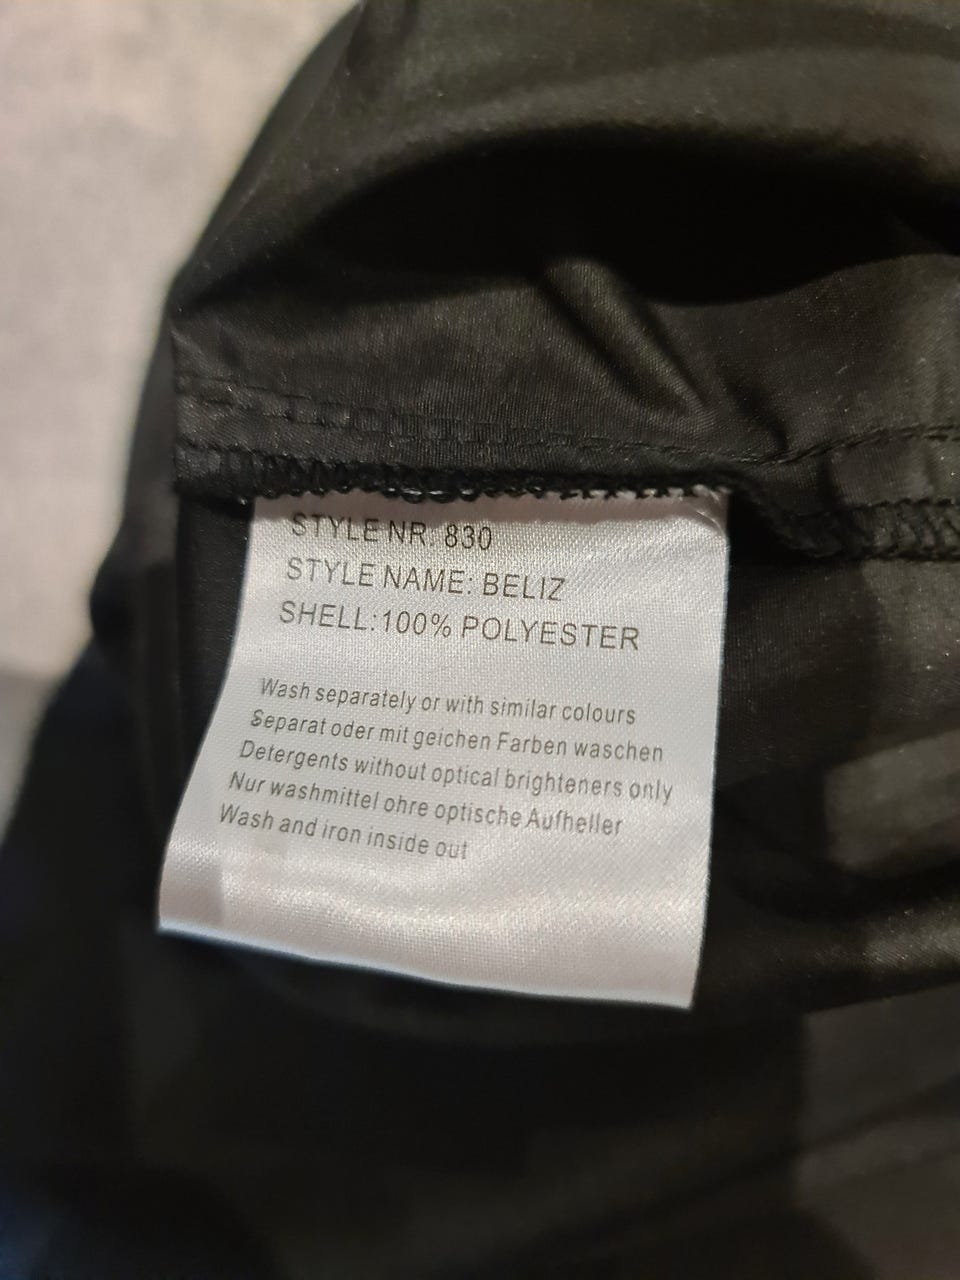 STYLE NR: 830
STYLE NAME: BELIZ
SHELL:100% POLYESTER
Wash separately or with similar colours
Separat oder mit geichen Farben waschen
Detergents without optical brighteners only
Nur washmittel ohre optische Aufheller
Wash and iron inside out